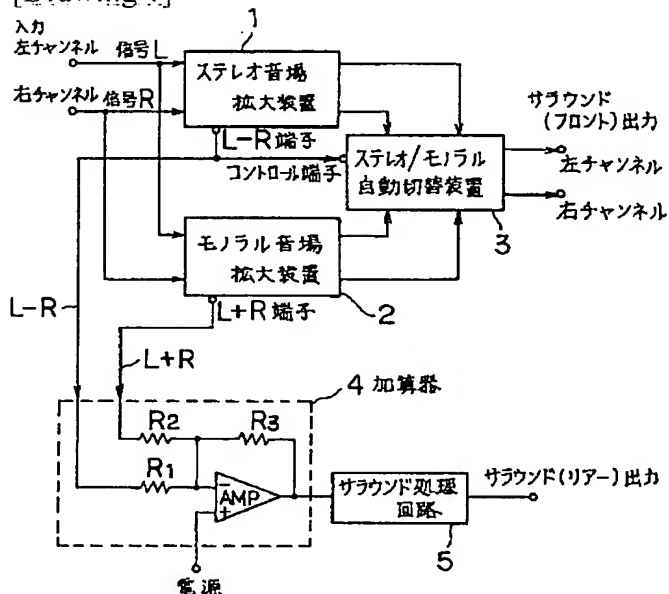 入力
左チャンネル 信号L
右チャンネル 信号R
1
ステレオ音場
拡大装置
L-R端子
コントロール端子
ステレオ/モノラル
自動切替装置
3
サラウンド
(フロント)出力
左チャンネル
右チャンネル
モノラル音場
拡大装置
2
L+R端子
L-R
L+R
4 加算器
R2
R3
R1
AMP
-
+
電源
サラウンド処理
回路
5
サラウンド(リアー)出力